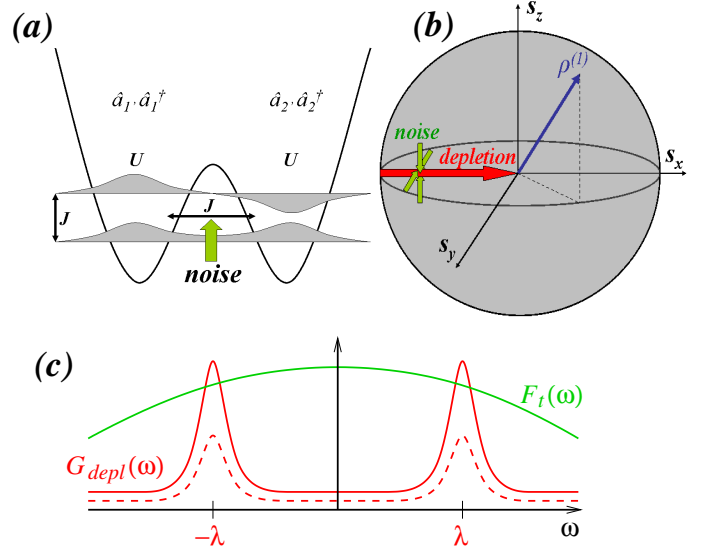 (a)
â₁, â₁†
â₂, â₂†
U
U
J
J
noise
(b)
s_z
ρ⁽¹⁾
noise
depletion
s_x
s_y
(c)
F_t(ω)
G_depl(ω)
−λ
λ
ω